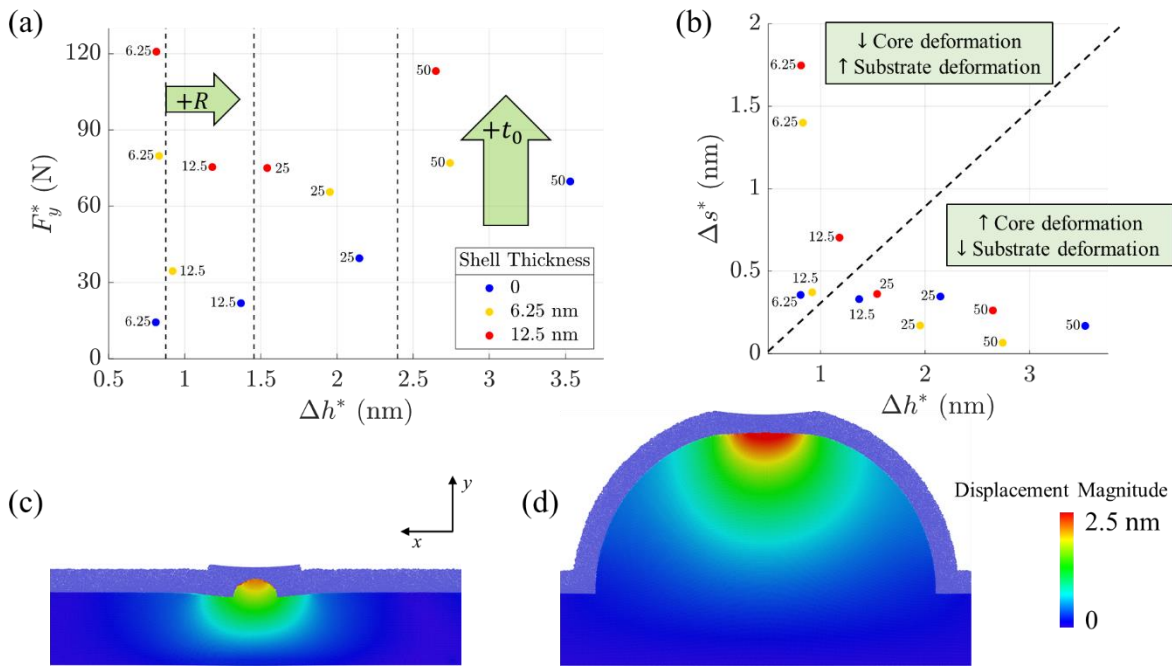 (a)
120
90
60
30
0
F*y (N)
0.5 1 1.5 2 2.5 3 3.5
Δh* (nm)
+R
+t0
6.25
50
6.25
12.5
25
50
25
50
12.5
25
12.5
6.25
Shell Thickness
0
6.25 nm
12.5 nm
(b)
2
1.5
1
0.5
0
Δs* (nm)
1 2 3
Δh* (nm)
↓ Core deformation
↑ Substrate deformation
↑ Core deformation
↓ Substrate deformation
6.25
6.25
12.5
12.5
6.25
12.5
25
25
25
50
50
50
(c)
y
x
(d)
Displacement Magnitude
2.5 nm
0